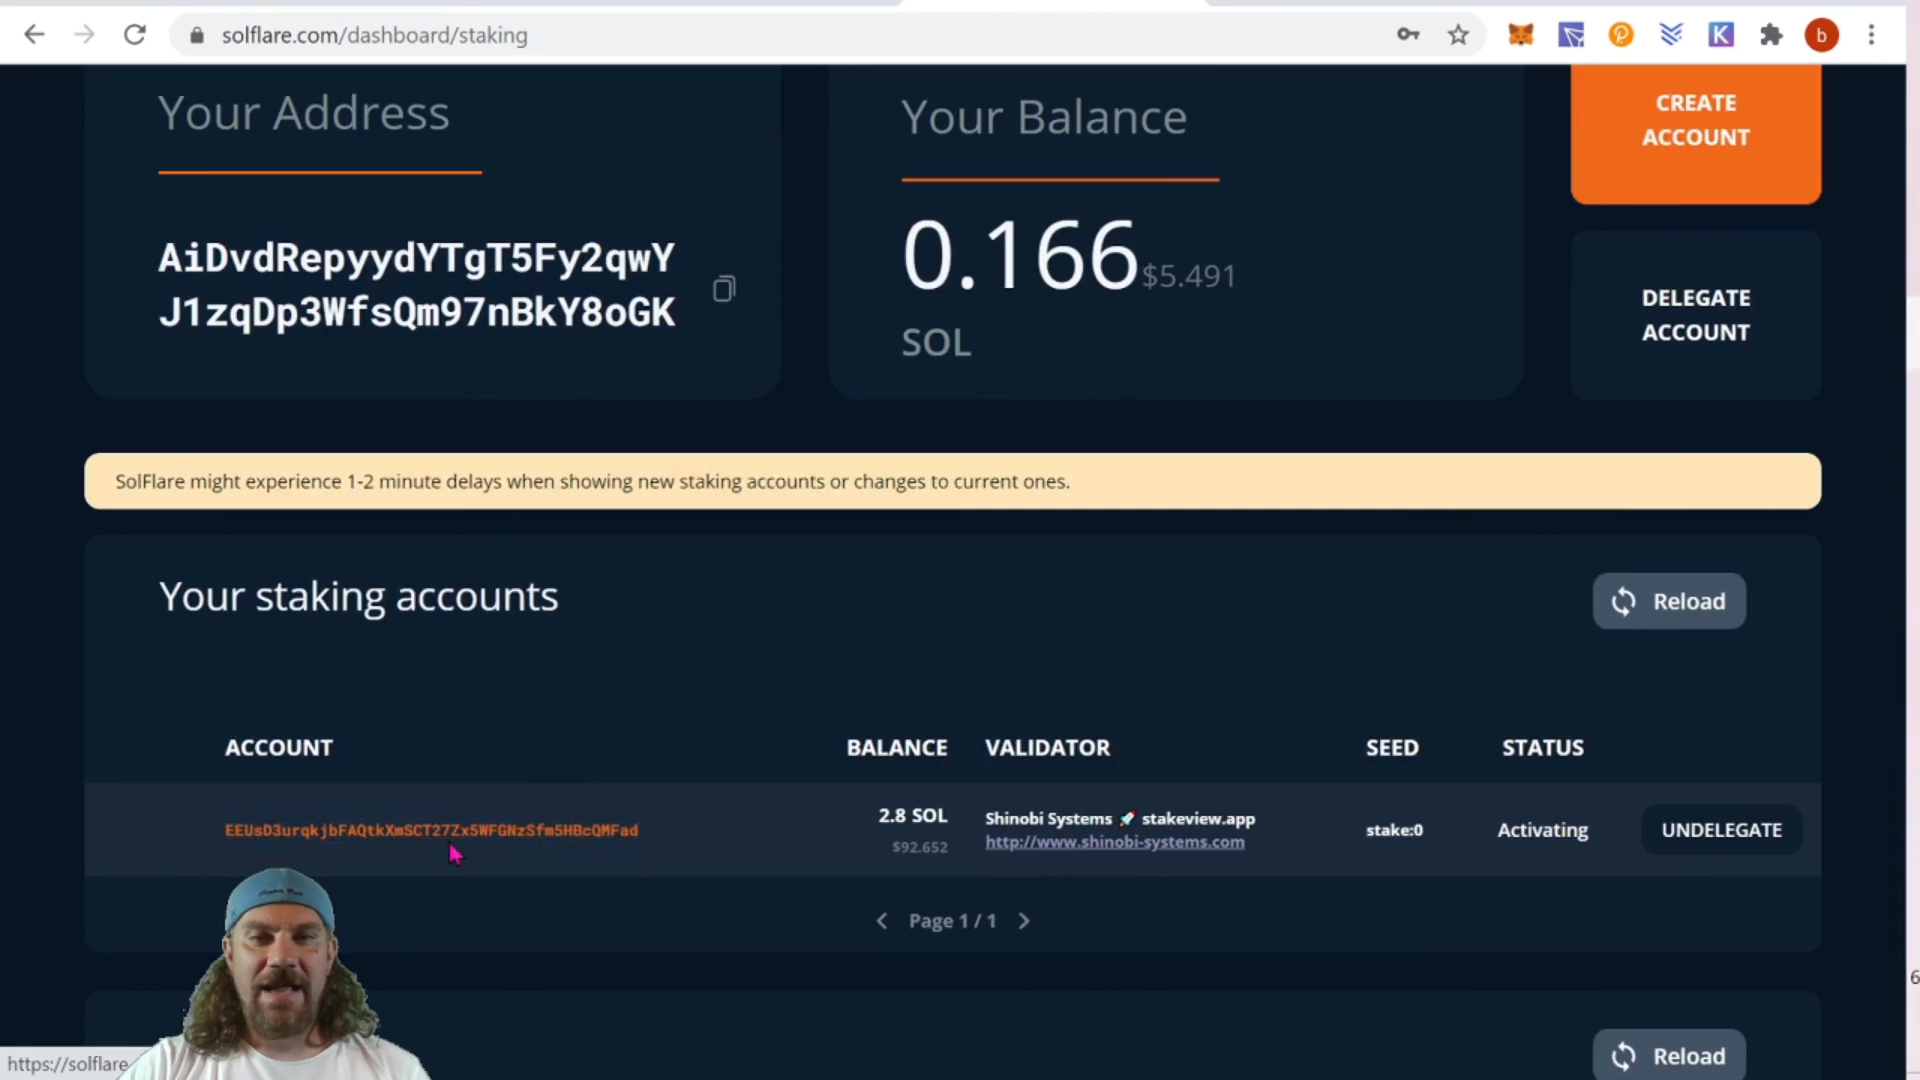 solflare.com/dashboard/staking
b
Your Address
Your Balance
CREATE
ACCOUNT
AiDvdRepyydYTgT5Fy2qwY
J1zqDp3WfsQm97nBkY8oGK
0.166 $5.491
SOL
DELEGATE
ACCOUNT
SolFlare might experience 1-2 minute delays when showing new staking accounts or changes to current ones.
Your staking accounts
Reload
ACCOUNT BALANCE VALIDATOR SEED STATUS
EEUsD3urqkjbFAQtkXmSCT27Zx5WFGNzSfm5HBcQMFad
2.8 SOL
$92.652
Shinobi Systems 🚀 stakeview.app
http://www.shinobi-systems.com
stake:0
Activating
UNDELEGATE
Page 1 / 1
6
Reload
https://solflare